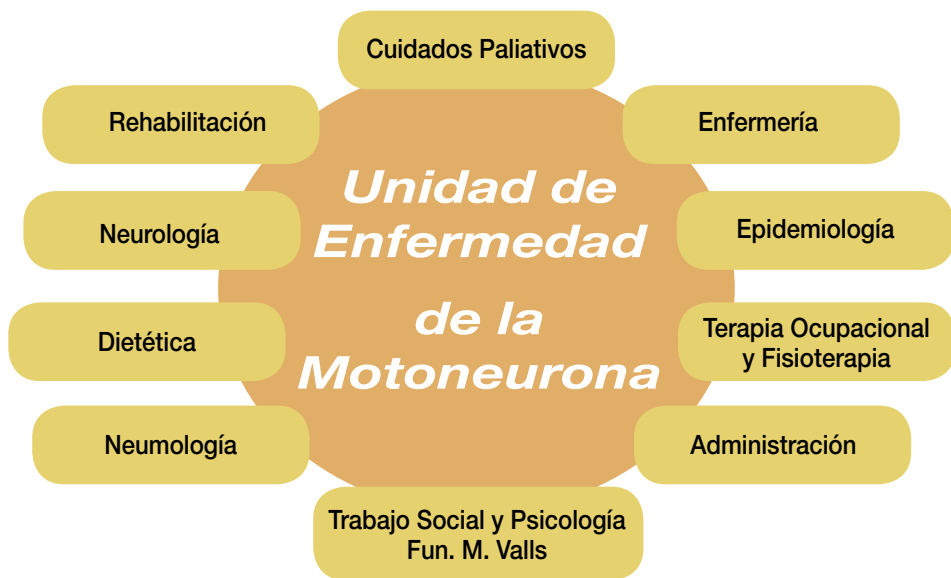 Cuidados Paliativos
Rehabilitación
Enfermería
Unidad de
Enfermedad
de la
Motoneurona
Neurología
Epidemiología
Dietética
Terapia Ocupacional
y Fisioterapia
Neumología
Administración
Trabajo Social y Psicología
Fun. M. Valls